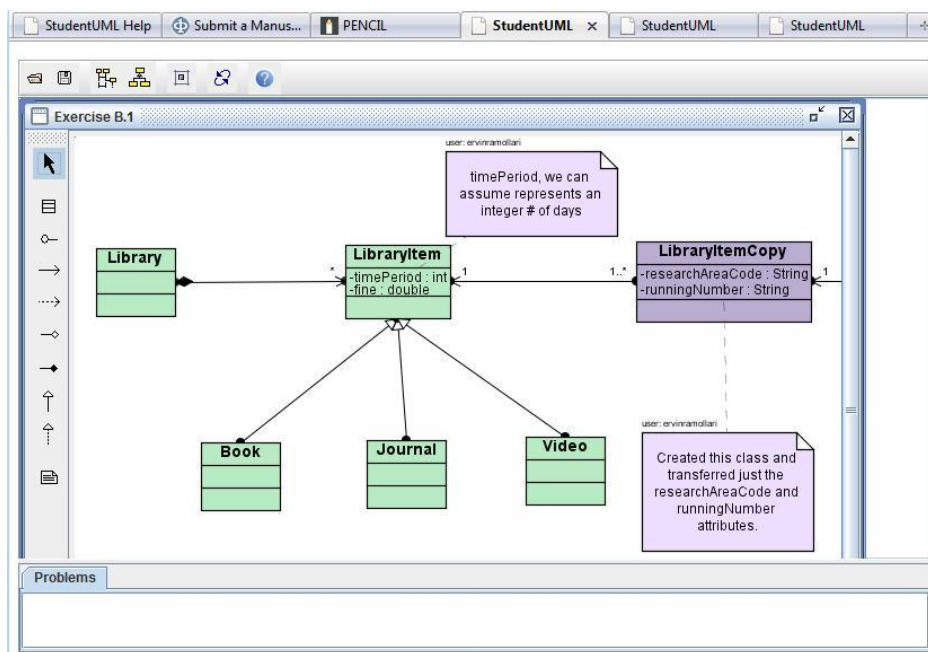 StudentUML Help Submit a Manus... PENCIL StudentUML StudentUML StudentUML
Exercise B.1
user: ervinramollari
timePeriod, we can
assume represents an
integer # of days
Library
*
LibraryItem
-timePeriod : int
-fine : double
1
1..*
LibraryItemCopy
-researchAreaCode : String
-runningNumber : String
1
Book
Journal
Video
user: ervinramollari
Created this class and
transferred just the
researchAreaCode and
runningNumber
attributes.
Problems